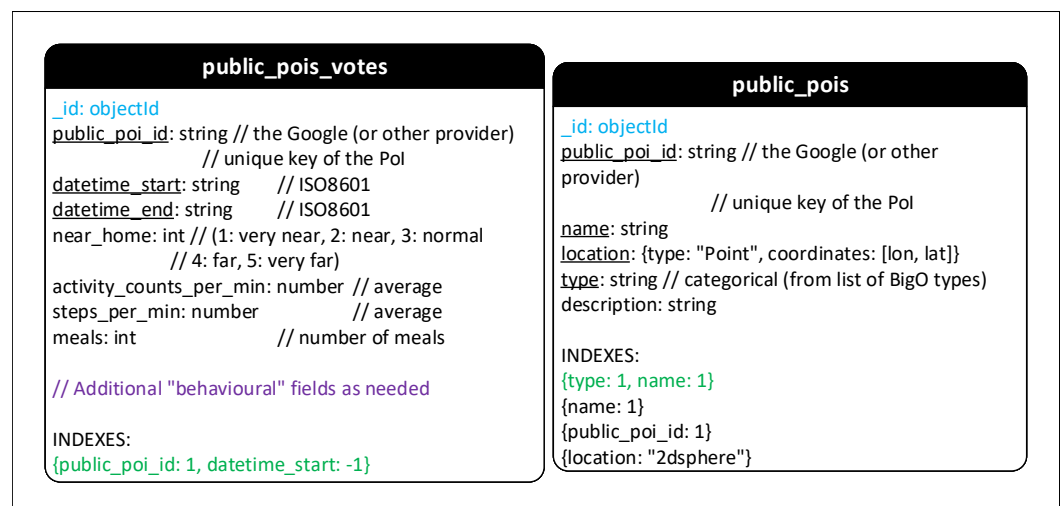 public_pois_votes
_id: objectId
public_poi_id: string // the Google (or other provider)
// unique key of the PoI
datetime_start: string // ISO8601
datetime_end: string // ISO8601
near_home: int // (1: very near, 2: near, 3: normal
// 4: far, 5: very far)
activity_counts_per_min: number // average
steps_per_min: number // average
meals: int // number of meals
// Additional "behavioural" fields as needed
INDEXES:
{public_poi_id: 1, datetime_start: -1}
public_pois
_id: objectId
public_poi_id: string // the Google (or other
provider)
// unique key of the PoI
name: string
location: {type: "Point", coordinates: [lon, lat]}
type: string // categorical (from list of BigO types)
description: string
INDEXES:
{type: 1, name: 1}
{name: 1}
{public_poi_id: 1}
{location: "2dsphere"}